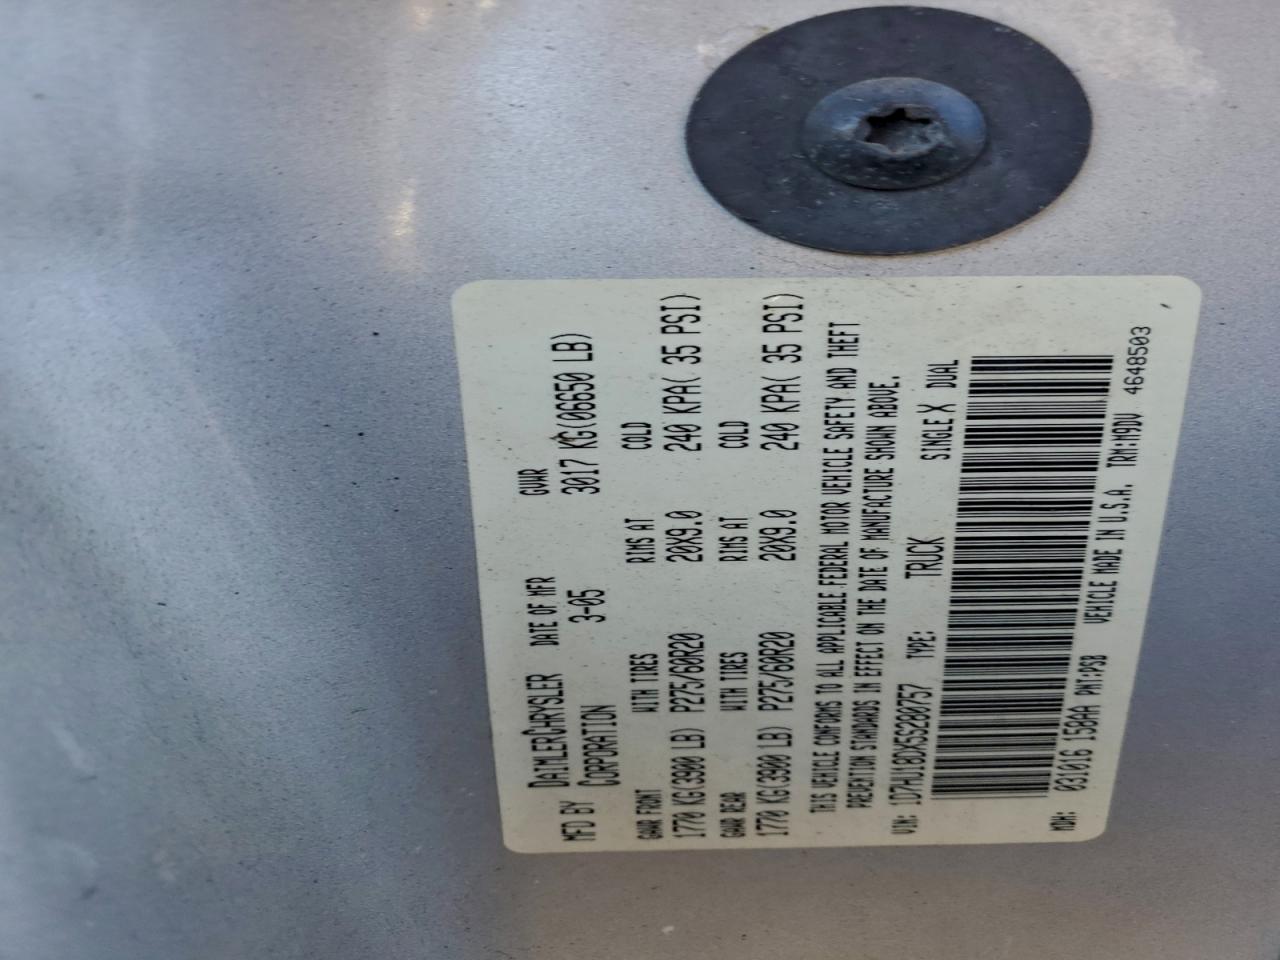 MFD BY DAIMLERCHRYSLER CORPORATION
DATE OF MFR 3-05
GVWR 3017 KG(06650 LB)
GAWR FRONT WITH TIRES RIMS AT COLD
1770 KG(3900 LB) P275/60R20 20X9.0 240 KPA( 35 PSI)
GAWR REAR WITH TIRES RIMS AT COLD
1770 KG(3900 LB) P275/60R20 20X9.0 240 KPA( 35 PSI)
THIS VEHICLE CONFORMS TO ALL APPLICABLE FEDERAL MOTOR VEHICLE SAFETY AND THEFT
PREVENTION STANDARDS IN EFFECT ON THE DATE OF MANUFACTURE SHOWN ABOVE.
VIN: 1D7HU18DX5S280757 TYPE: TRUCK SINGLE X DUAL
MDH: 031016 158AA PNT:PSB VEHICLE MADE IN U.S.A. TRM:M9DV 4648503